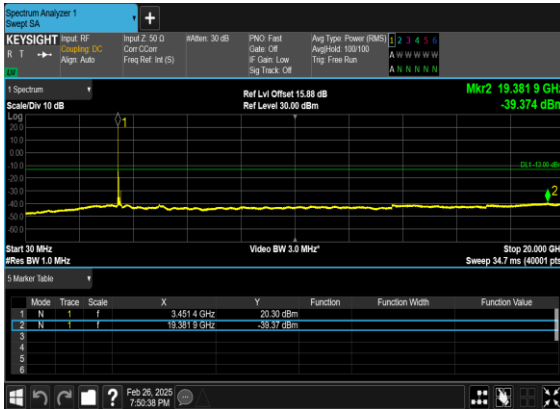 Spectrum Analyzer 1
Swept SA
+
KEYSIGHT
R T
LXI
Input: RF
Coupling: DC
Align: Auto
Input Z: 50 Ω
Corr CCorr
Freq Ref: Int (S)
#Atten: 30 dB
PNO: Fast
Gate: Off
IF Gain: Low
Sig Track: Off
Avg Type: Power (RMS)
Avg|Hold: 100/100
Trig: Free Run
1 2 3 4 5 6
A W W W W W
A N N N N N
1 Spectrum
Scale/Div 10 dB
Ref Lvl Offset 15.88 dB
Ref Level 30.00 dBm
Mkr2 19.381 9 GHz
-39.374 dBm
Log
20.0
10.0
0.00
-10.0
-20.0
-30.0
-40.0
-50.0
-60.0
1
DL1 -13.00 dBm
2
Start 30 MHz
#Res BW 1.0 MHz
Video BW 3.0 MHz*
Stop 20.000 GHz
Sweep 34.7 ms (40001 pts)
5 Marker Table
Mode Trace Scale X Y Function Function Width Function Value
1 N 1 f 3.451 4 GHz 20.30 dBm
2 N 1 f 19.381 9 GHz -39.37 dBm
3
4
5
6
?
Feb 26, 2025
7:50:38 PM